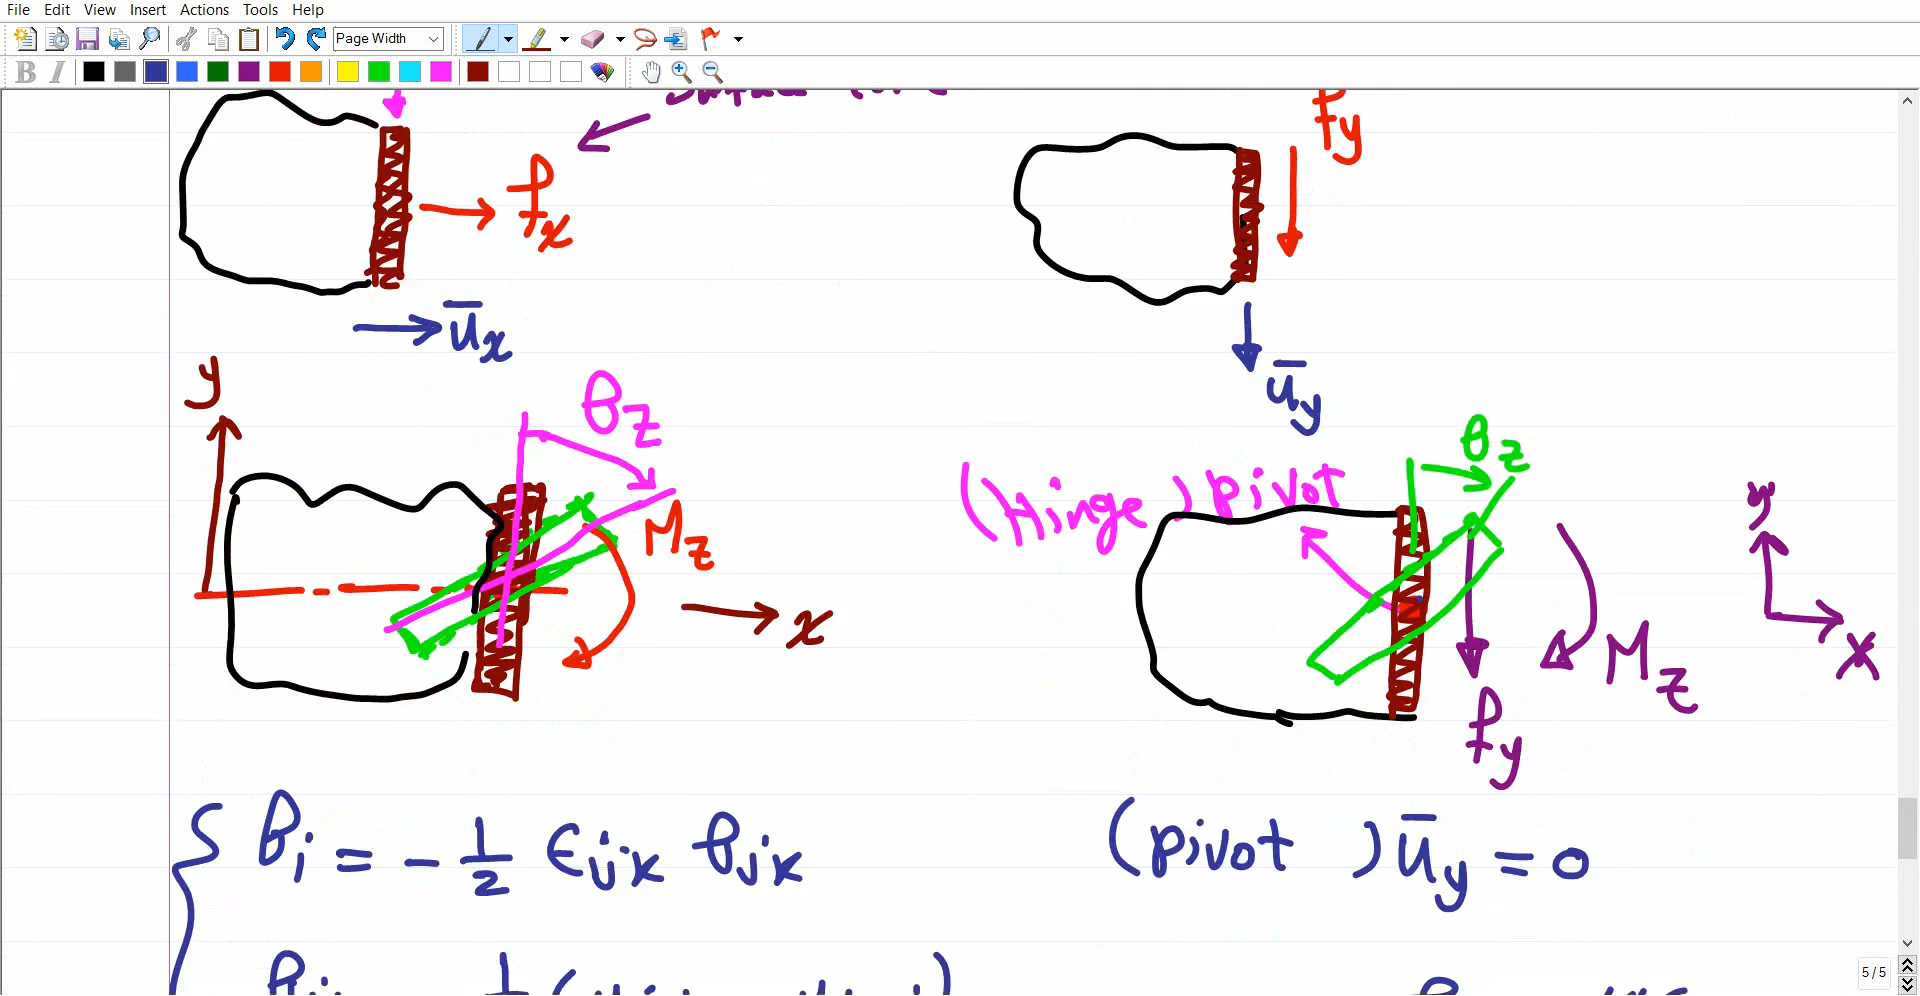 File Edit View Insert Actions Tools Help
Page Width
B I
fx
ūx
fy
ūy
y
θz
Mz
x
(Hinge) pivot
θz
y
x
Mz
fy
θi = - 1/2 ϵijk θjk
(pivot ) ūy = 0
5 / 5